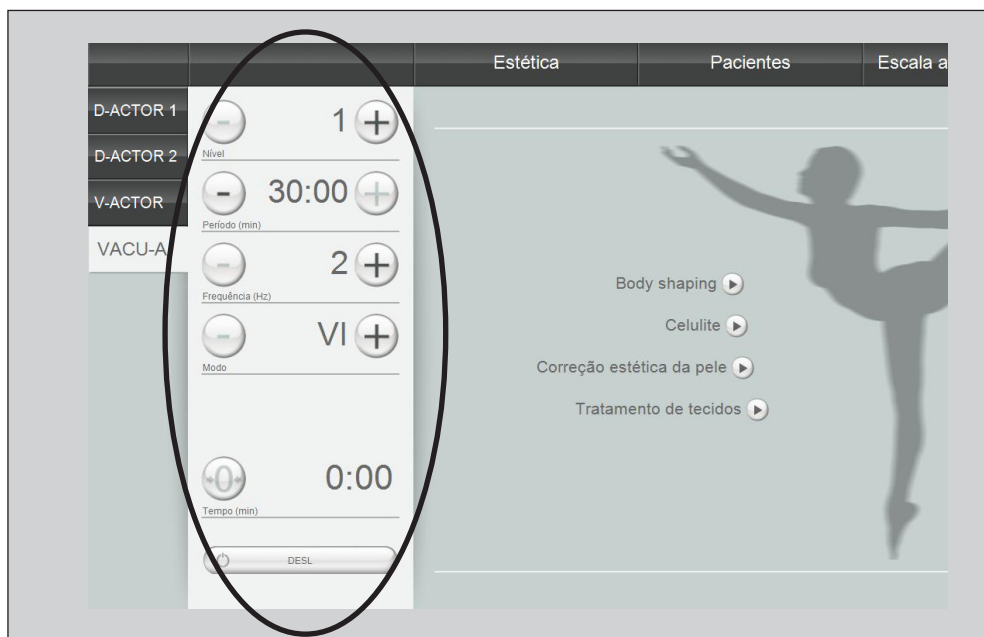 Estética
Pacientes
Escala a
D-ACTOR 1
D-ACTOR 2
V-ACTOR
VACU-A
1
Nível
30:00
Período (min)
2
Frequência (Hz)
VI
Modo
0
0:00
Tempo (min)
DESL
Body shaping
Celulite
Correção estética da pele
Tratamento de tecidos